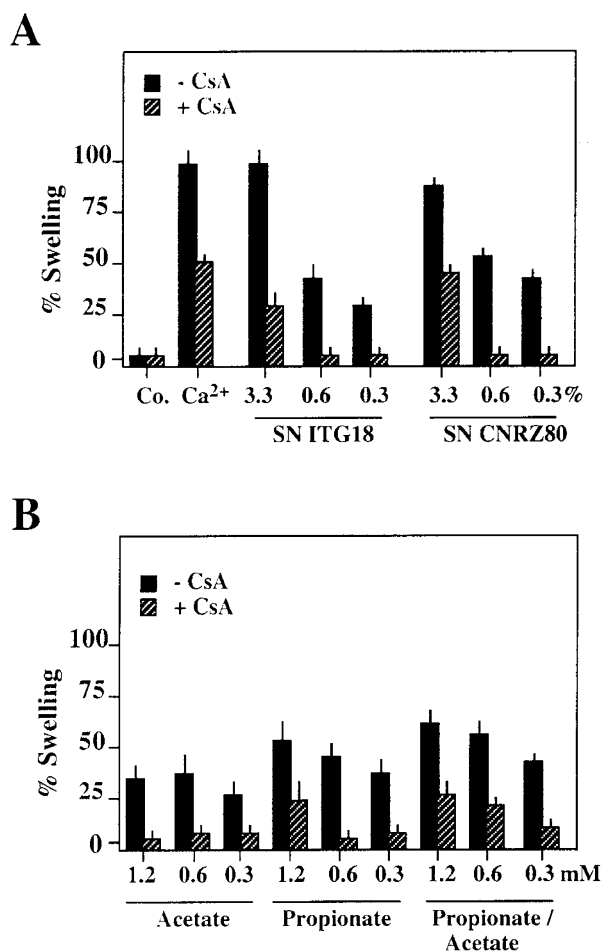 A
- CsA
+ CsA
% Swelling
100
75
50
25
0
Co. Ca2+ 3.3 0.6 0.3 3.3 0.6 0.3%
SN ITG18 SN CNRZ80
B
- CsA
+ CsA
% Swelling
100
75
50
25
0
1.2 0.6 0.3 1.2 0.6 0.3 1.2 0.6 0.3 mM
Acetate Propionate Propionate /
Acetate